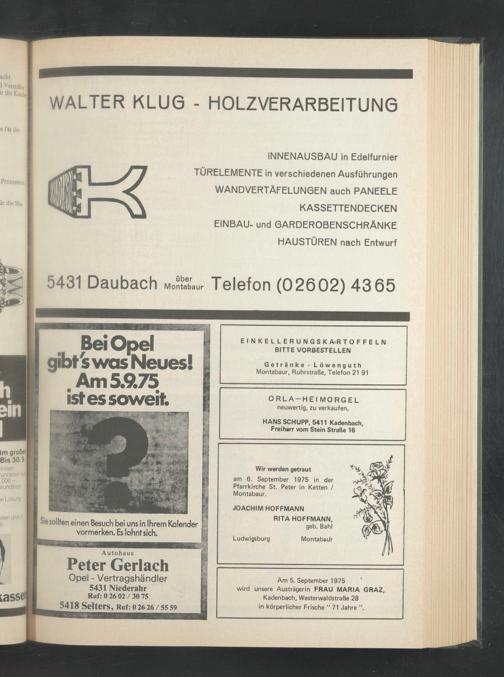 WALTER KLUG - HOLZVERARBEITUNG
INNENAUSBAU in Edelfurnier
TÜRELEMENTE in verschiedenen Ausführungen
WANDVERTÄFELUNGEN auch PANEELE
KASSETTENDECKEN
EINBAU- und GARDEROBENSCHRÄNKE
HAUSTÜREN nach Entwurf
5431 Daubach über Montabaur Telefon (02602) 4365
Bei Opel
gibt's was Neues!
Am 5.9.75
ist es soweit.
?
Sie sollten einen Besuch bei uns in Ihrem Kalender
vormerken. Es lohnt sich.
Autohaus
Peter Gerlach
Opel - Vertragshändler
5431 Niederahr
Ruf: 0 26 02 / 30 75
5418 Selters, Ruf: 0 26 26 / 55 59
EINKELLERUNGSKARTOFFELN
BITTE VORBESTELLEN
Getränke - Löwenguth
Montabaur, Ruhrstraße, Telefon 21 91
ORLA—HEIMORGEL
neuwertig, zu verkaufen,
HANS SCHUPP, 5411 Kadenbach,
Freiherr vom Stein Straße 16
Wir werden getraut
am 6. September 1975 in der
Pfarrkirche St. Peter in Ketten /
Montabaur.
JOACHIM HOFFMANN
RITA HOFFMANN,
geb. Bahl
Ludwigsburg Montabaur
Am 5. September 1975
wird unsere Austrägerin FRAU MARIA GRAZ,
Kadenbach, Westerwaldstraße 28
in körperlicher Frische " 71 Jahre ".